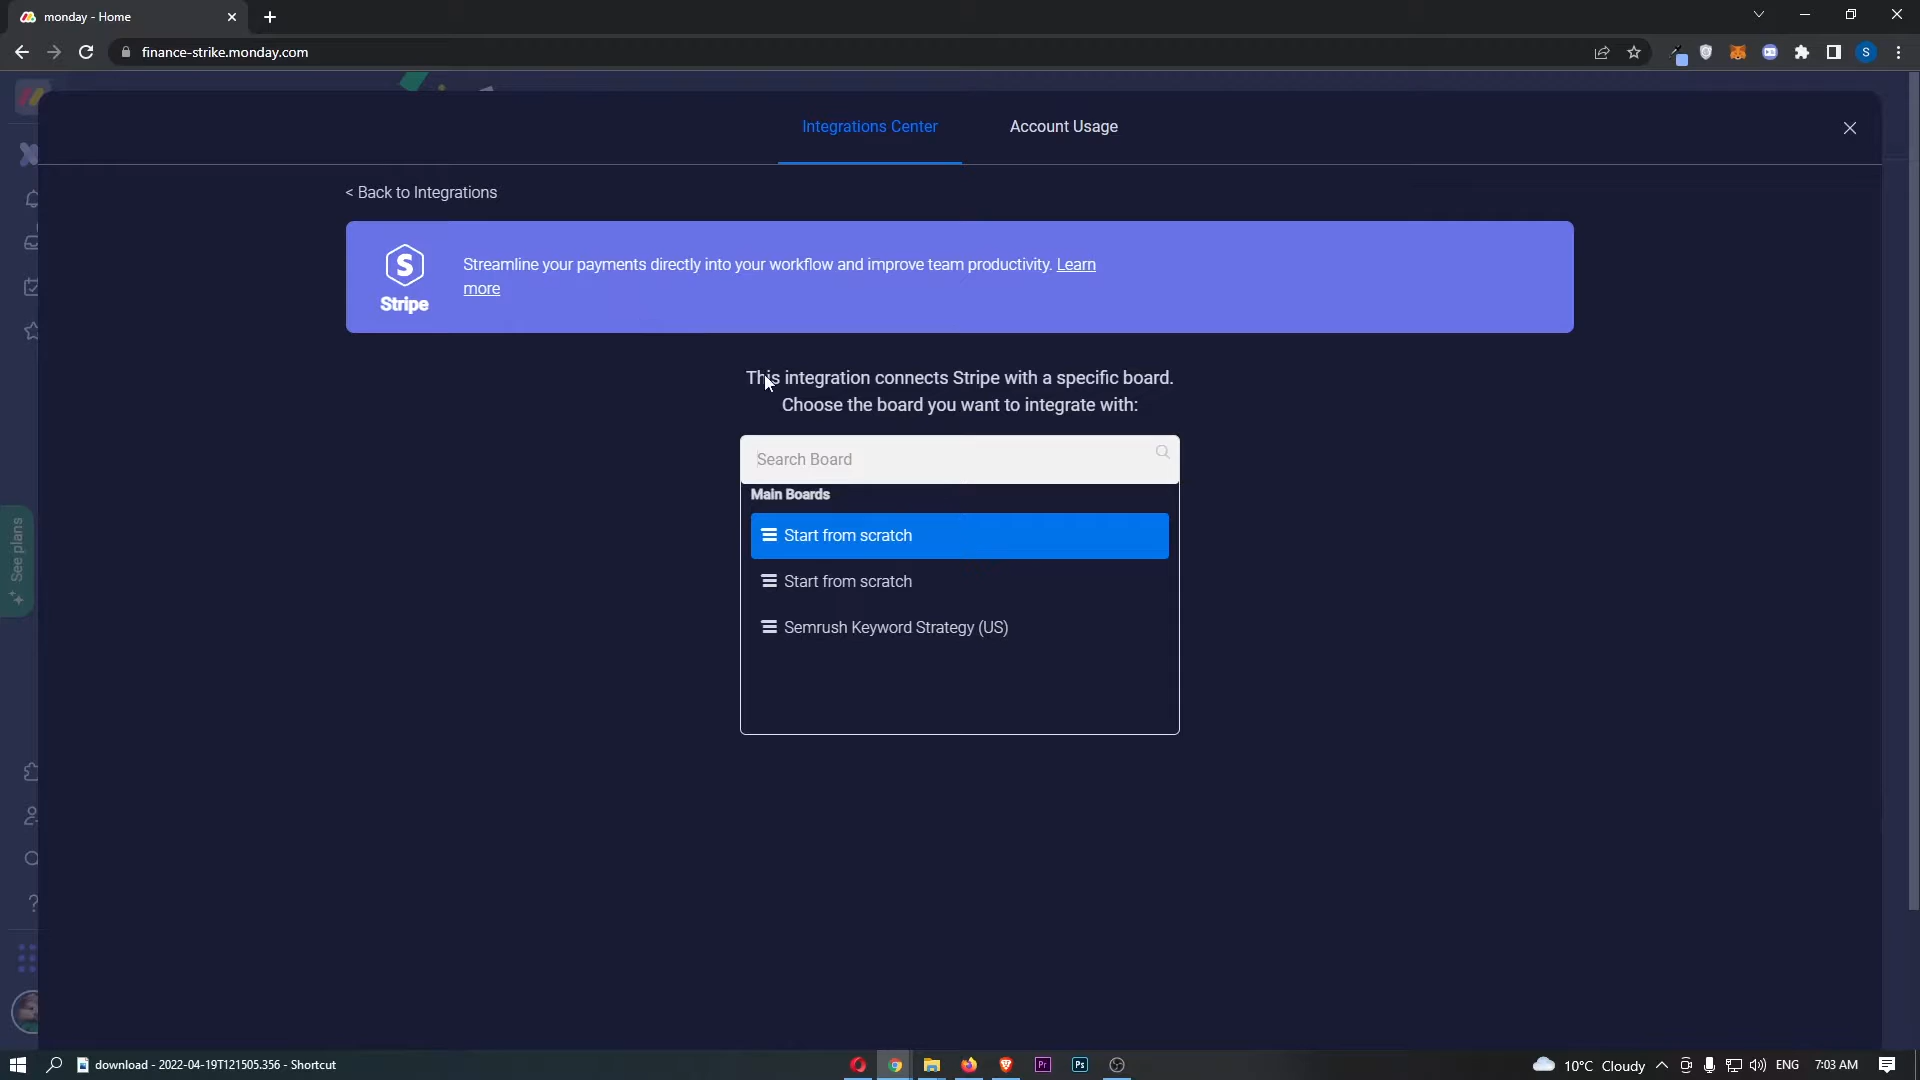 monday - Home
finance-strike.monday.com
S
Integrations Center
Account Usage
< Back to Integrations
Stripe
Streamline your payments directly into your workflow and improve team productivity. Learn
more
This integration connects Stripe with a specific board.
Choose the board you want to integrate with:
Search Board
Main Boards
Start from scratch
Start from scratch
Semrush Keyword Strategy (US)
See plans
download - 2022-04-19T121505.356 - Shortcut
Pr
Ps
10°C Cloudy
ENG
7:03 AM